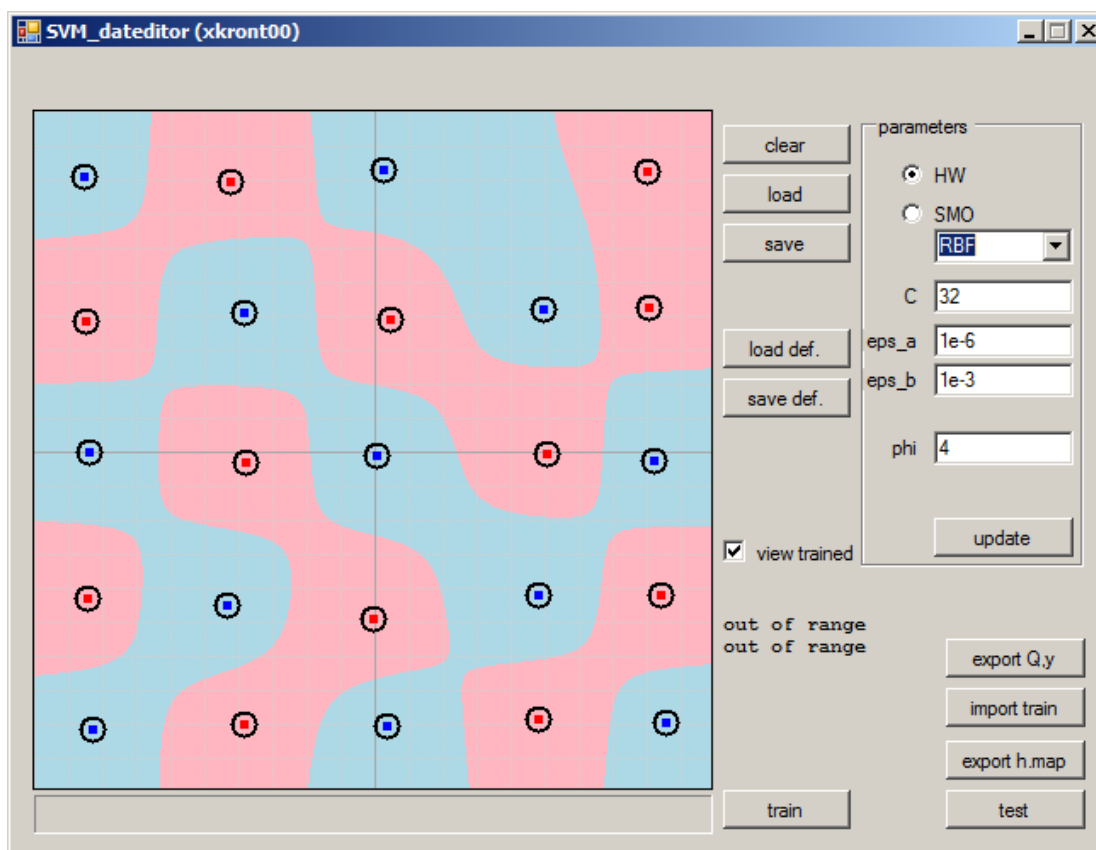 SVM_dateditor (xkront00)
clear
load
save
load def.
save def.
parameters
HW
SMO
RBF
C 32
eps_a 1e-6
eps_b 1e-3
phi 4
update
view trained
out of range
out of range
export Q,y
import train
export h.map
train
test